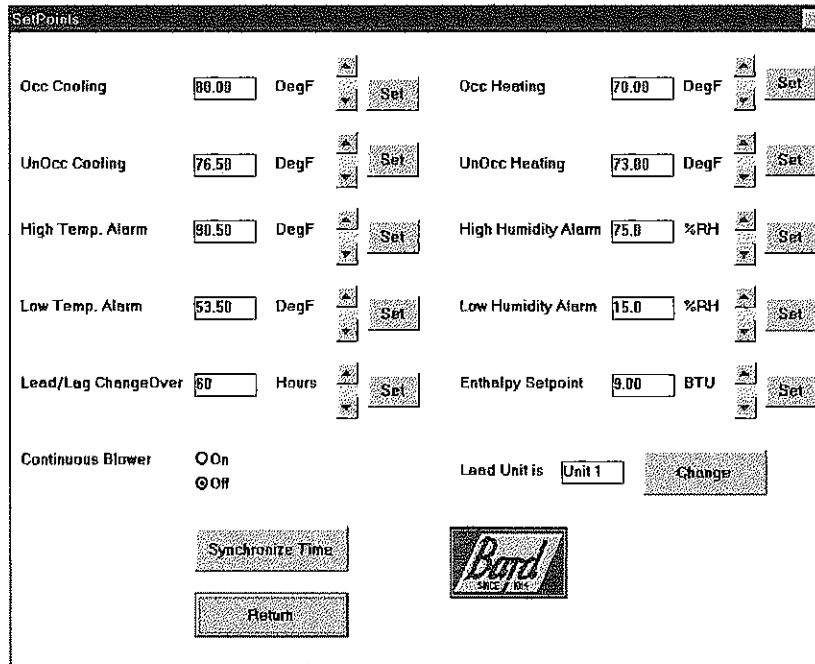 SetPoints
Occ Cooling 80.00 DegF Set Occ Heating 70.00 DegF Set
UnOcc Cooling 76.50 DegF Set UnOcc Heating 73.00 DegF Set
High Temp. Alarm 90.50 DegF Set High Humidity Alarm 75.0 %RH Set
Low Temp. Alarm 53.50 DegF Set Low Humidity Alarm 15.0 %RH Set
Lead/Lag ChangeOver 60 Hours Set Enthalpy Setpoint 9.00 BTU Set
Continuous Blower On Lead Unit is Unit 1 Change
Off
Synchronize Time
Bard
SINCE 1914
Return